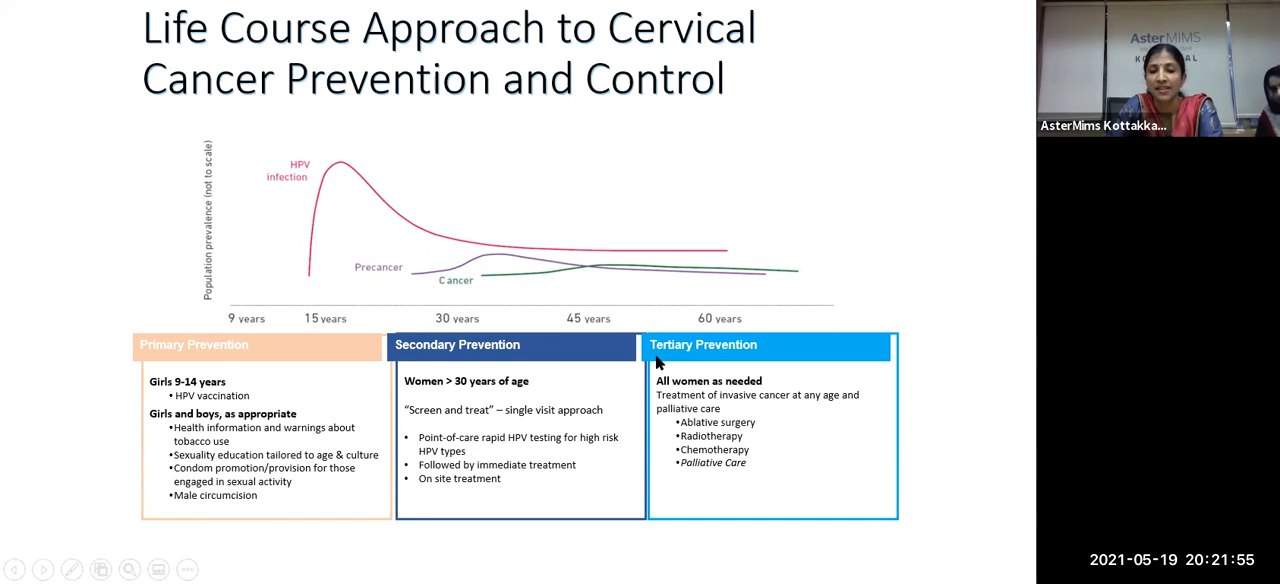 Life Course Approach to Cervical
Cancer Prevention and Control
Population prevalence (not to scale)
HPV
infection
Precancer
Cancer
9 years
15 years
30 years
45 years
60 years
Primary Prevention
Girls 9-14 years
•HPV vaccination
Girls and boys, as appropriate
•Health information and warnings about
tobacco use
•Sexuality education tailored to age & culture
•Condom promotion/provision for those
engaged in sexual activity
•Male circumcision
Secondary Prevention
Women > 30 years of age
“Screen and treat” – single visit approach
• Point-of-care rapid HPV testing for high risk
HPV types
• Followed by immediate treatment
• On site treatment
Tertiary Prevention
All women as needed
Treatment of invasive cancer at any age and
palliative care
•Ablative surgery
•Radiotherapy
•Chemotherapy
•Palliative Care
AsterMIMS
AsterMims Kottakka...
2021-05-19 20:21:55